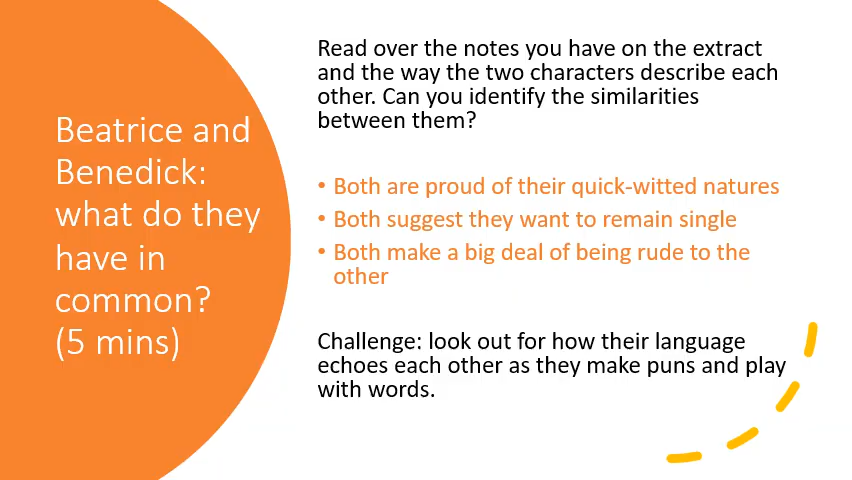 Beatrice and
Benedick:
what do they
have in
common?
(5 mins)
Read over the notes you have on the extract
and the way the two characters describe each
other. Can you identify the similarities
between them?
• Both are proud of their quick-witted natures
• Both suggest they want to remain single
• Both make a big deal of being rude to the
other
Challenge: look out for how their language
echoes each other as they make puns and play
with words.